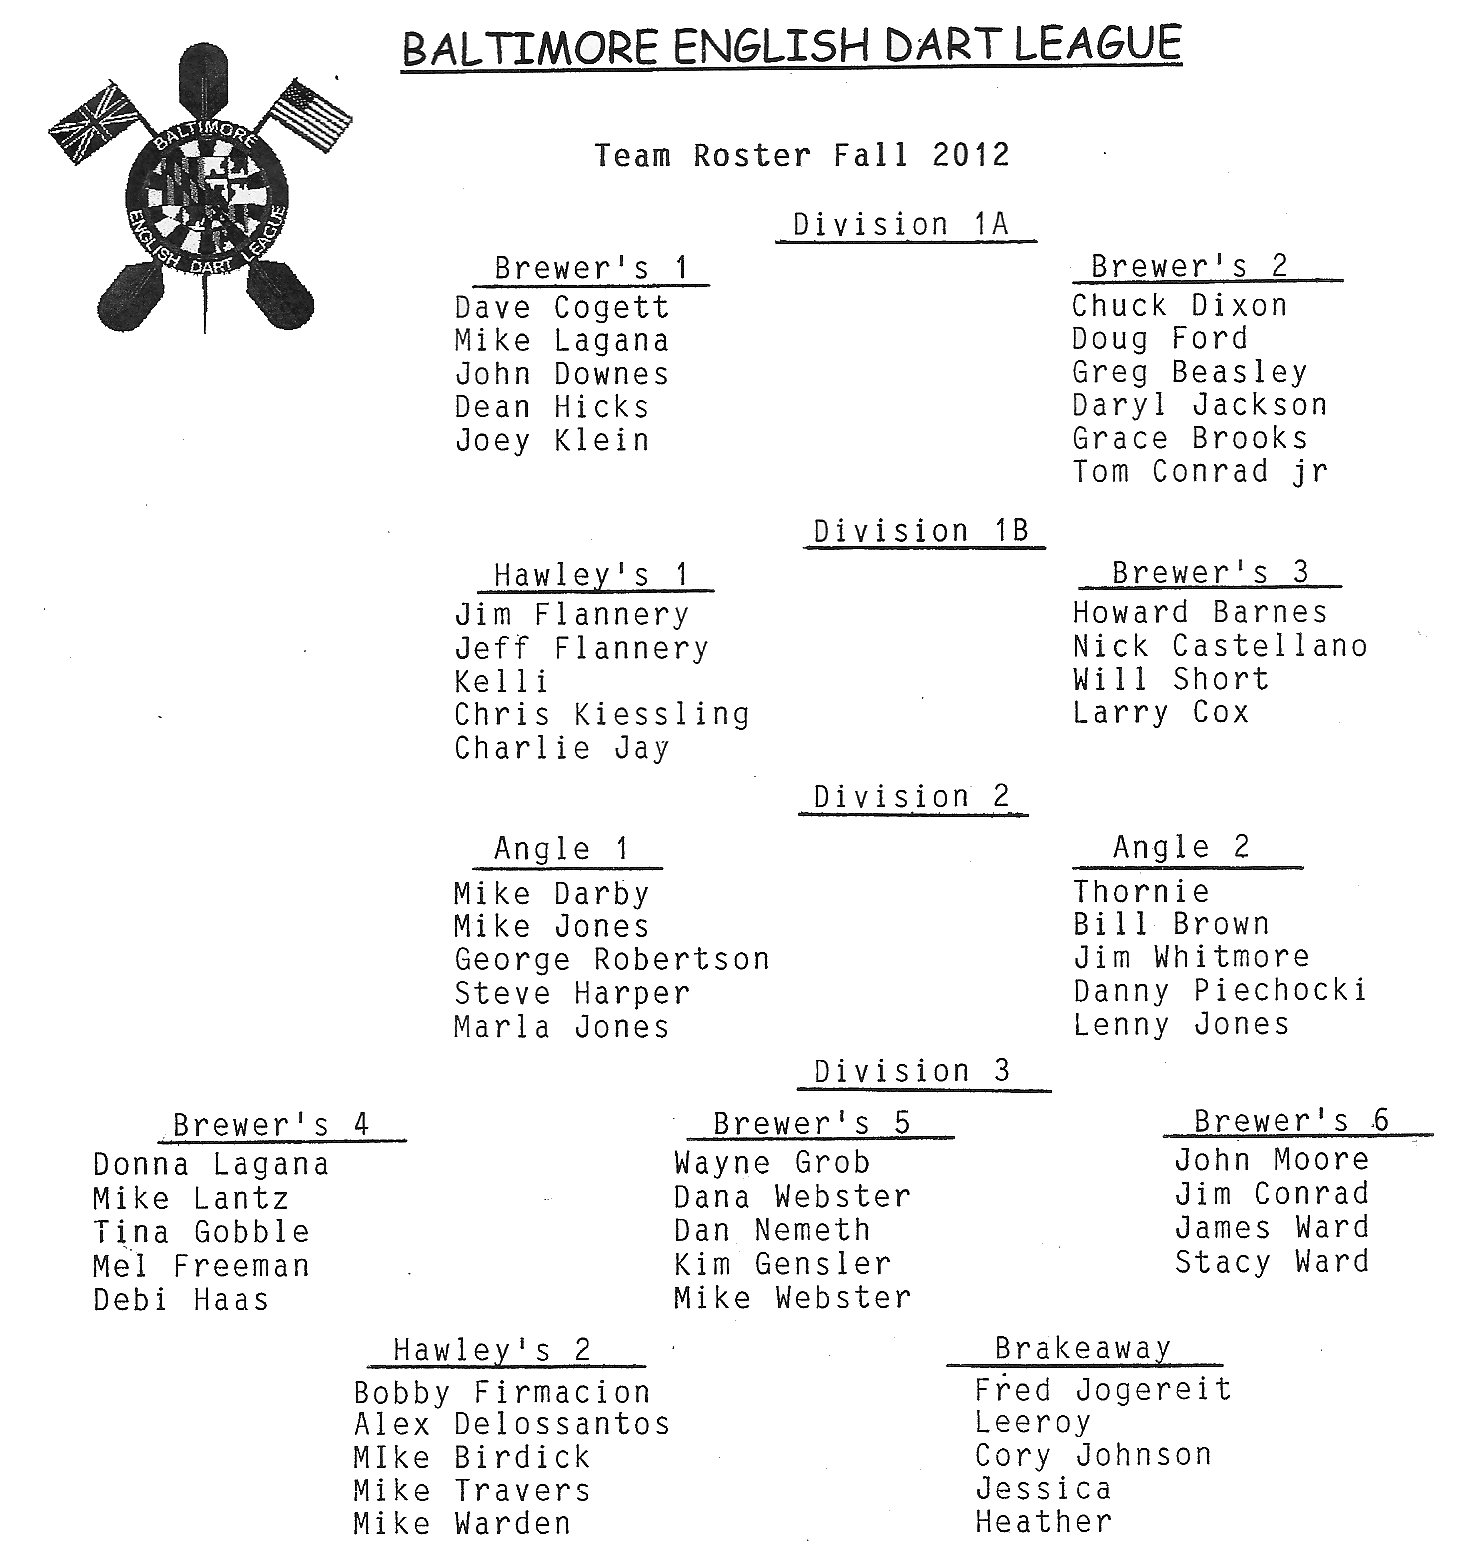 BALTIMORE ENGLISH DART LEAGUE
BALTIMORE
ENGLISH DART LEAGUE
Team Roster Fall 2012
Division 1A
Brewer's 1
Dave Cogett
Mike Lagana
John Downes
Dean Hicks
Joey Klein
Brewer's 2
Chuck Dixon
Doug Ford
Greg Beasley
Daryl Jackson
Grace Brooks
Tom Conrad jr
Division 1B
Hawley's 1
Jim Flannery
Jeff Flannery
Kelli
Chris Kiessling
Charlie Jay
Brewer's 3
Howard Barnes
Nick Castellano
Will Short
Larry Cox
Division 2
Angle 1
Mike Darby
Mike Jones
George Robertson
Steve Harper
Marla Jones
Angle 2
Thornie
Bill Brown
Jim Whitmore
Danny Piechocki
Lenny Jones
Division 3
Brewer's 4
Donna Lagana
Mike Lantz
Tina Gobble
Mel Freeman
Debi Haas
Brewer's 5
Wayne Grob
Dana Webster
Dan Nemeth
Kim Gensler
Mike Webster
Brewer's 6
John Moore
Jim Conrad
James Ward
Stacy Ward
Hawley's 2
Bobby Firmacion
Alex Delossantos
MIke Birdick
Mike Travers
Mike Warden
Brakeaway
Fred Jogereit
Leeroy
Cory Johnson
Jessica
Heather